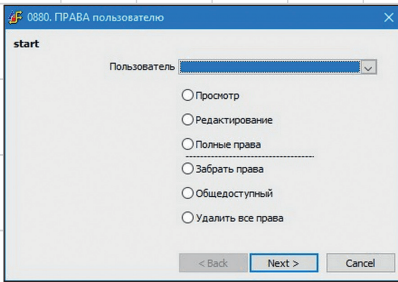 0880. ПРАВА пользователю
start
Пользователь
Просмотр
Редактирование
Полные права
Забрать права
Общедоступный
Удалить все права
< Back Next > Cancel